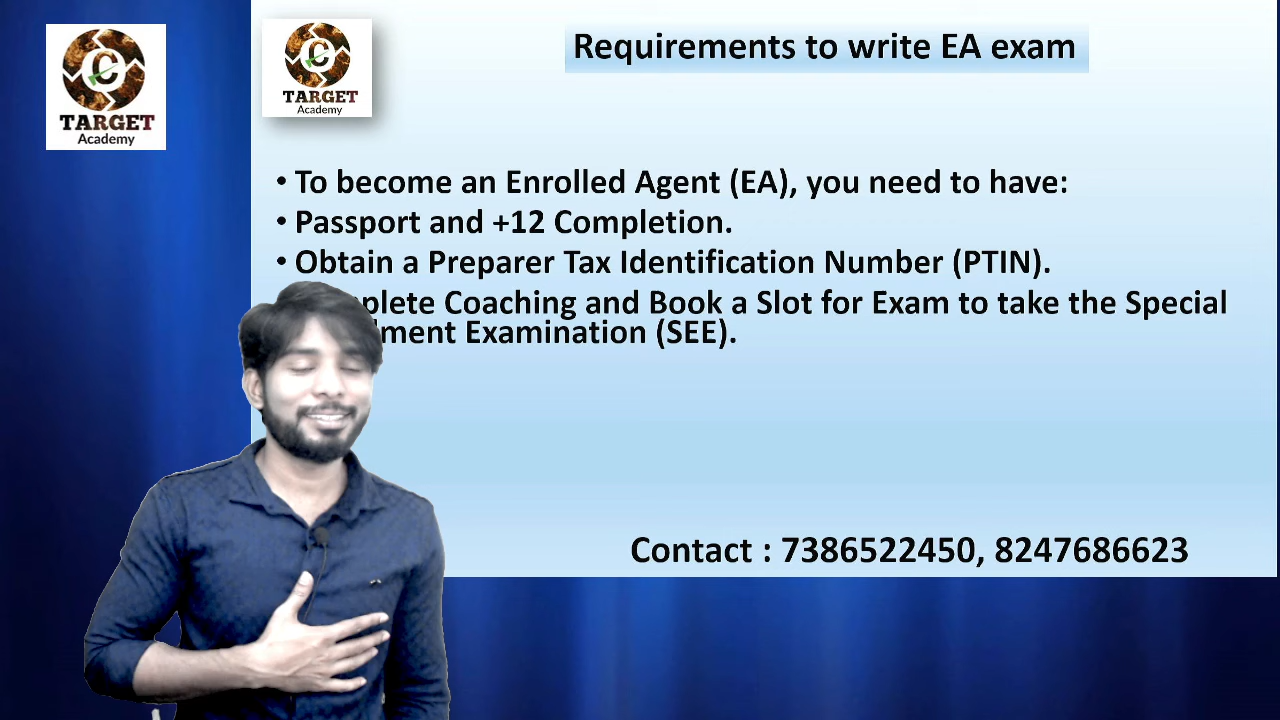 TARGET
Academy
TARGET
Academy
Requirements to write EA exam
• To become an Enrolled Agent (EA), you need to have:
• Passport and +12 Completion.
• Obtain a Preparer Tax Identification Number (PTIN).
Coaching and Book a Slot for Exam to take the Special
Examination (SEE).
Contact : 7386522450, 8247686623